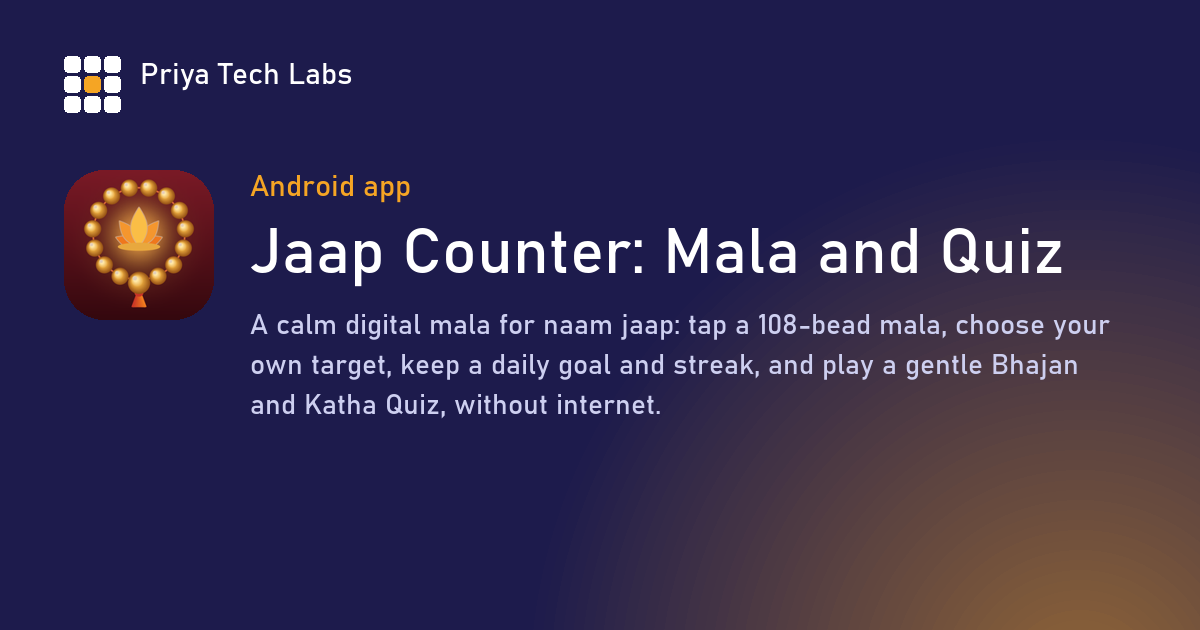 Priya Tech Labs
Android app
Jaap Counter: Mala and Quiz
A calm digital mala for naam jaap: tap a 108-bead mala, choose your
own target, keep a daily goal and streak, and play a gentle Bhajan
and Katha Quiz, without internet.